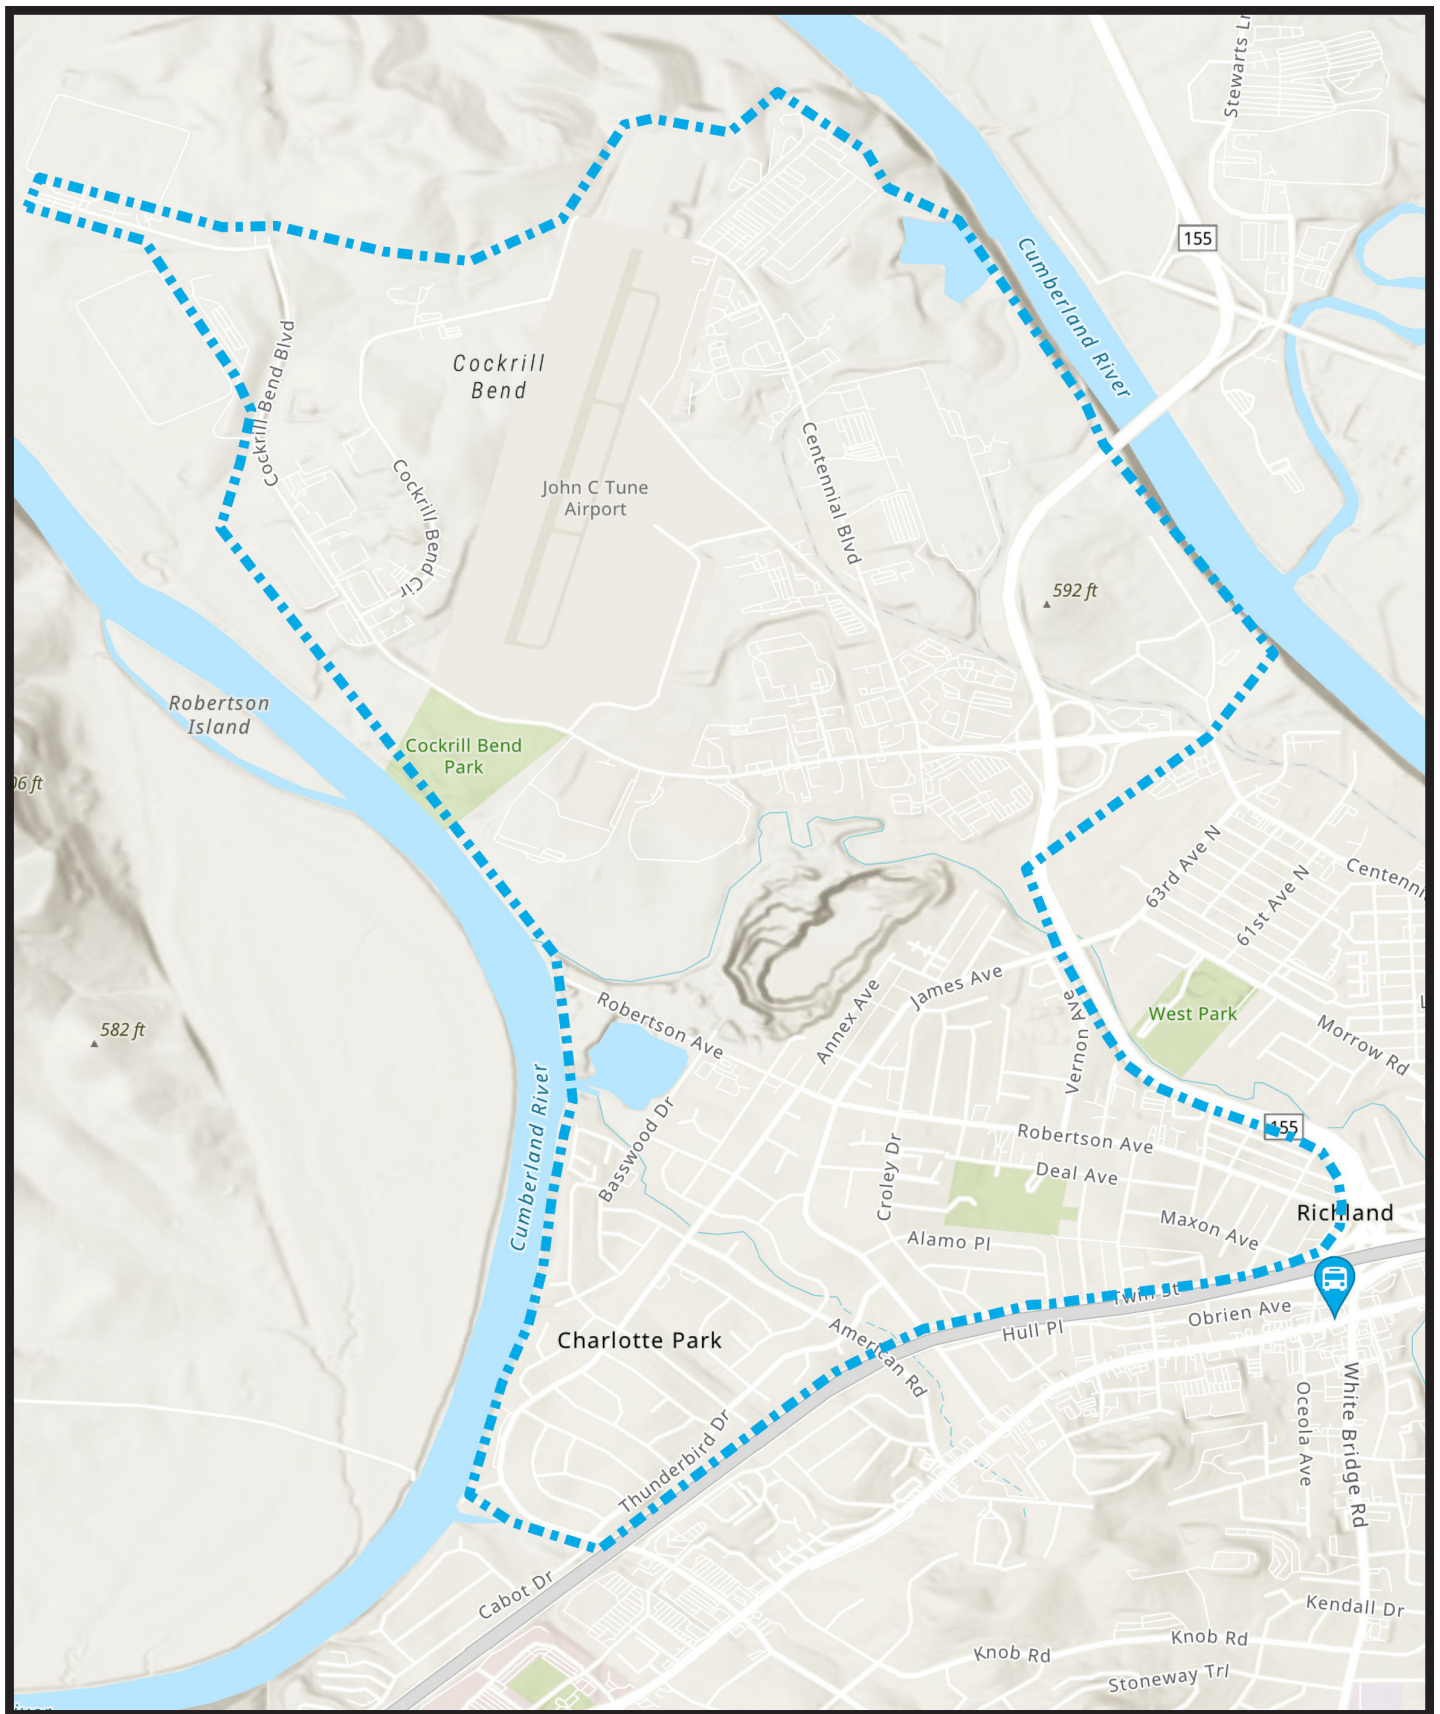 Stewarts Ln
155
Cumberland River
Cockrill Bend Blvd
Cockrill
Bend
Centennial Blvd
Cockrill Bend Cir
John C Tune
Airport
592 ft
Robertson
Island
Cockrill Bend
Park
06 ft
63rd Ave N
61st Ave N
Centenni
James Ave
Annex Ave
Robertson Ave
West Park
Vernon Ave
Morrow Rd
582 ft
Cumberland River
Basswood Dr
Croley Dr
Robertson Ave
155
Deal Ave
Richland
Maxon Ave
Alamo Pl
Twin St
Obrien Ave
Hull Pl
Charlotte Park
American Rd
Thunderbird Dr
Oceola Ave
White Bridge Rd
Cabot Dr
Kendall Dr
Knob Rd
Knob Rd
Stoneway Trl